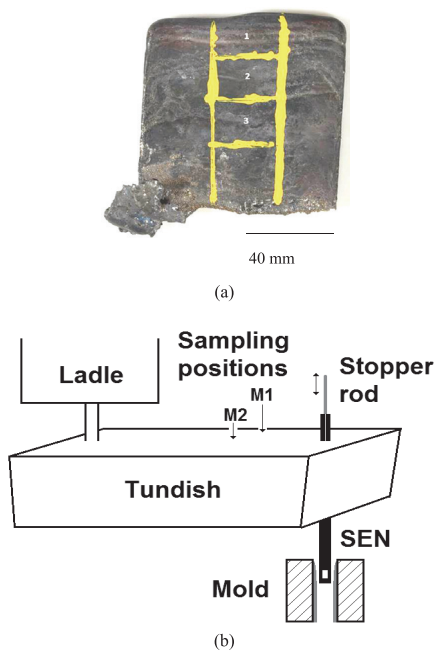 1
2
3
40 mm
(a)
Sampling
positions
Ladle
M1
M2
Stopper
rod
Tundish
SEN
Mold
(b)